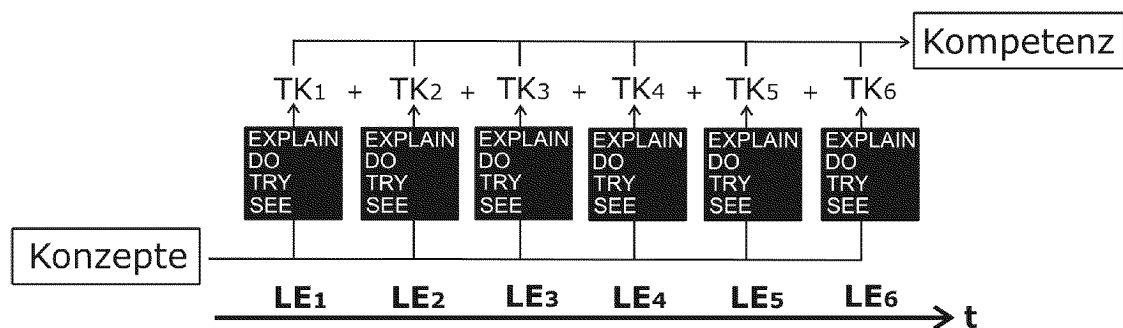 Kompetenz
TK1 + TK2 + TK3 + TK4 + TK5 + TK6
EXPLAIN EXPLAIN EXPLAIN EXPLAIN EXPLAIN EXPLAIN
DO DO DO DO DO DO
TRY TRY TRY TRY TRY TRY
SEE SEE SEE SEE SEE SEE
Konzepte
LE1 LE2 LE3 LE4 LE5 LE6
t